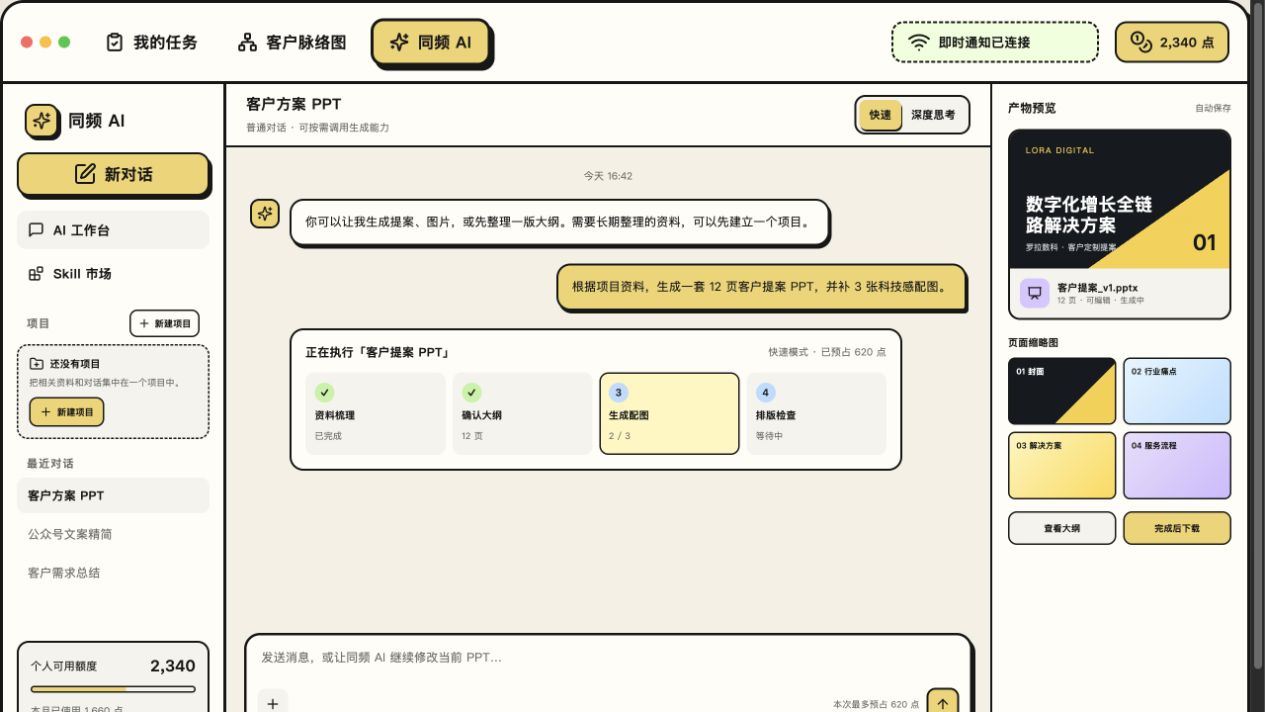 我的任务
客户脉络图
同频 AI
即时通知已连接
2,340 点
同频 AI
新对话
AI 工作台
Skill 市场
项目
+ 新建项目
还没有项目
把相关资料和对话集中在一个项目中。
+ 新建项目
最近对话
客户方案 PPT
公众号文案精简
客户需求总结
个人可用额度
2,340
本月已使用 1,660 点
客户方案 PPT
普通对话 · 可按需调用生成能力
快速
深度思考
今天 16:42
你可以让我生成提案、图片，或先整理一版大纲。需要长期整理的资料，可以先建立一个项目。
根据项目资料，生成一套 12 页客户提案 PPT，并补 3 张科技感配图。
正在执行「客户提案 PPT」
快速模式 · 已预占 620 点
资料梳理
已完成
确认大纲
12 页
3
生成配图
2 / 3
4
排版检查
等待中
发送消息，或让同频 AI 继续修改当前 PPT...
+
本次最多预占 620 点
产物预览
自动保存
LORA DIGITAL
数字化增长全链
路解决方案
罗拉数科 · 客户定制提案
01
客户提案_v1.pptx
12 页 · 可编辑 · 生成中
页面缩略图
01 封面
02 行业痛点
03 解决方案
04 服务流程
查看大纲
完成后下载